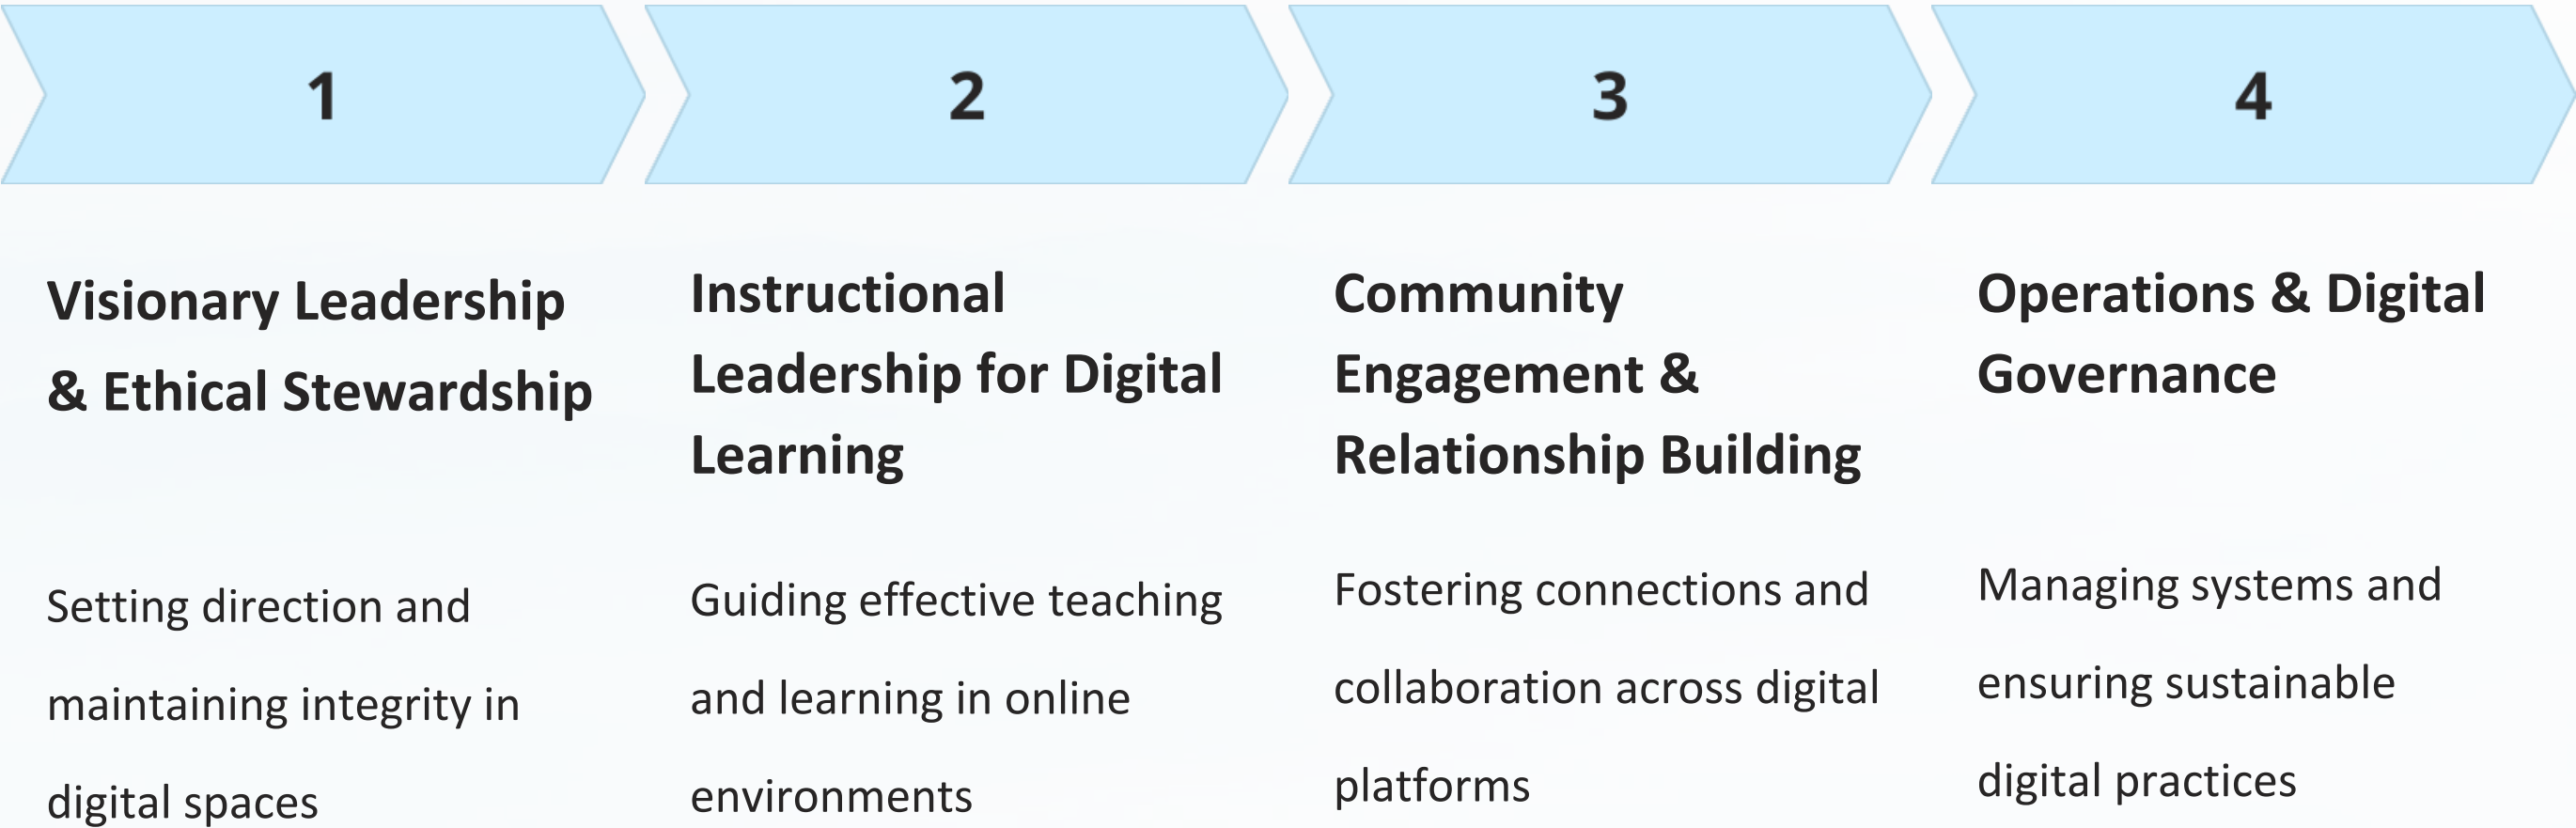 1
2
3
4
Visionary Leadership
& Ethical Stewardship
Instructional
Leadership for Digital
Learning
Community
Engagement &
Relationship Building
Operations & Digital
Governance
Setting direction and
maintaining integrity in
digital spaces
Guiding effective teaching
and learning in online
environments
Fostering connections and
collaboration across digital
platforms
Managing systems and
ensuring sustainable
digital practices